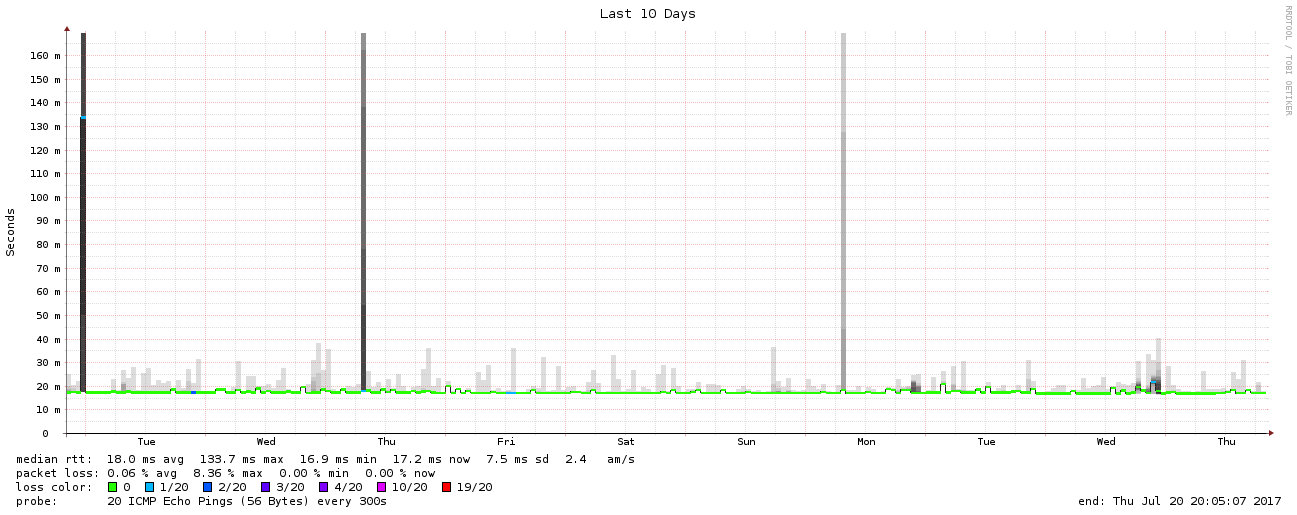 Last 10 Days
RRDTOOL / TOBI OETIKER
Seconds
160 m
150 m
140 m
130 m
120 m
110 m
100 m
90 m
80 m
70 m
60 m
50 m
40 m
30 m
20 m
10 m
0
Tue Wed Thu Fri Sat Sun Mon Tue Wed Thu
median rtt: 18.0 ms avg 133.7 ms max 16.9 ms min 17.2 ms now 7.5 ms sd 2.4 am/s
packet loss: 0.06 % avg 8.36 % max 0.00 % min 0.00 % now
loss color: 0 1/20 2/20 3/20 4/20 10/20 19/20
probe: 20 ICMP Echo Pings (56 Bytes) every 300s end: Thu Jul 20 20:05:07 2017